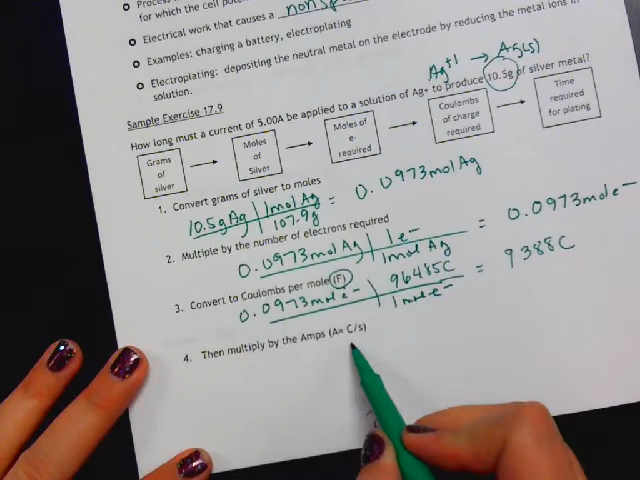 Process
for which the cell pot
Electrical work that causes a
Examples: charging a battery, electroplating
Electroplating: depositing the neutral metal on the electrode by reducing the metal ions in
solution.
Ag+1 → Ag(s)
Sample Exercise 17.9
How long must a current of 5.00A be applied to a solution of Ag+ to produce 10.5g of silver metal?
Grams of silver → Moles of Silver → Moles of e- required → Coulombs of charge required → Time required for plating
1. Convert grams of silver to moles
10.5g Ag | 1mol Ag = 0.0973mol Ag
107.9g
2. Multiple by the number of electrons required
0.0973mol Ag | 1e- = 0.0973mole-
1mol Ag
3. Convert to Coulombs per mole (F)
0.0973mole- | 96485C = 9388C
1mole-
4. Then multiply by the Amps (A= C/s)